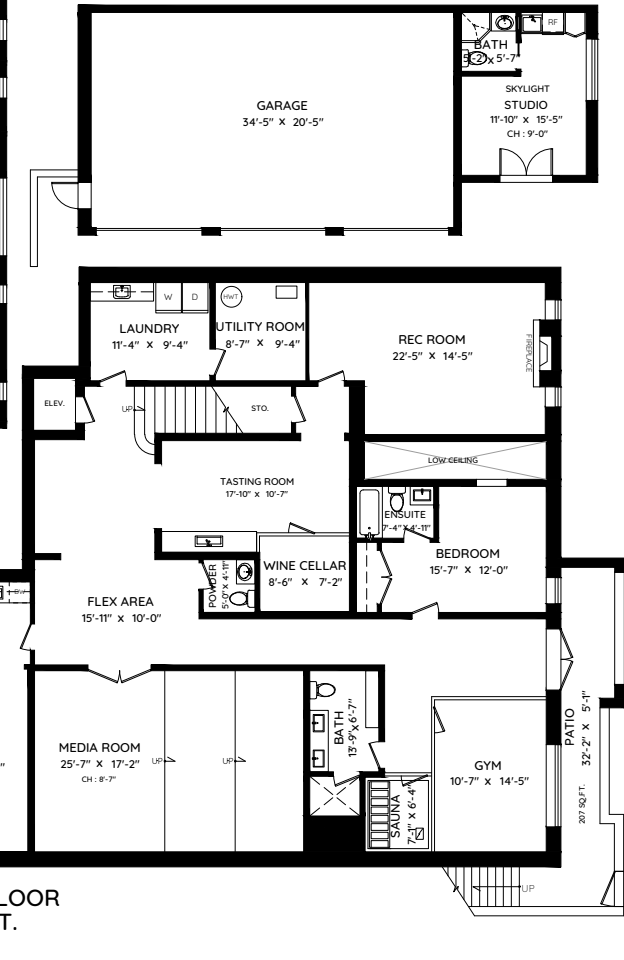 BATH
5'-2" x 5'-7"
RF
SKYLIGHT
STUDIO
11'-10" x 15'-5"
CH : 9'-0"
GARAGE
34'-5" x 20'-5"
W D
HWT
LAUNDRY
11'-4" x 9'-4"
UTILITY ROOM
8'-7" x 9'-4"
REC ROOM
22'-5" x 14'-5"
FIREPLACE
ELEV.
UP
STO.
LOW CEILING
TASTING ROOM
17'-10" x 10'-7"
ENSUITE
7'-4" x 4'-11"
BEDROOM
15'-7" x 12'-0"
WINE CELLAR
8'-6" x 7'-2"
POWDER
5'-0" x 4'-11"
DW
FLEX AREA
15'-11" x 10'-0"
MEDIA ROOM
25'-7" x 17'-2"
CH : 8'-7"
UP
UP
BATH
13'-9" x 6'-7"
GYM
10'-7" x 14'-5"
SAUNA
7'-1" x 6'-4"
PATIO
32'-2" x 5'-1"
207 SQ.FT.
UP
LOOR
T.